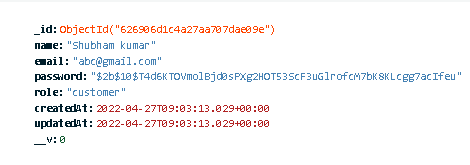 _id: ObjectId("626906d1c4a27aa707dae09e")
name: "Shubham kumar"
email: "abc@gmail.com"
password: "$2b$10$T4d6KTOVmolBjd0sPXg2HOT53ScF3uGlrofcM7bK8KLcgg7acIfeu"
role: "customer"
createdAt: 2022-04-27T09:03:13.029+00:00
updatedAt: 2022-04-27T09:03:13.029+00:00
__v: 0